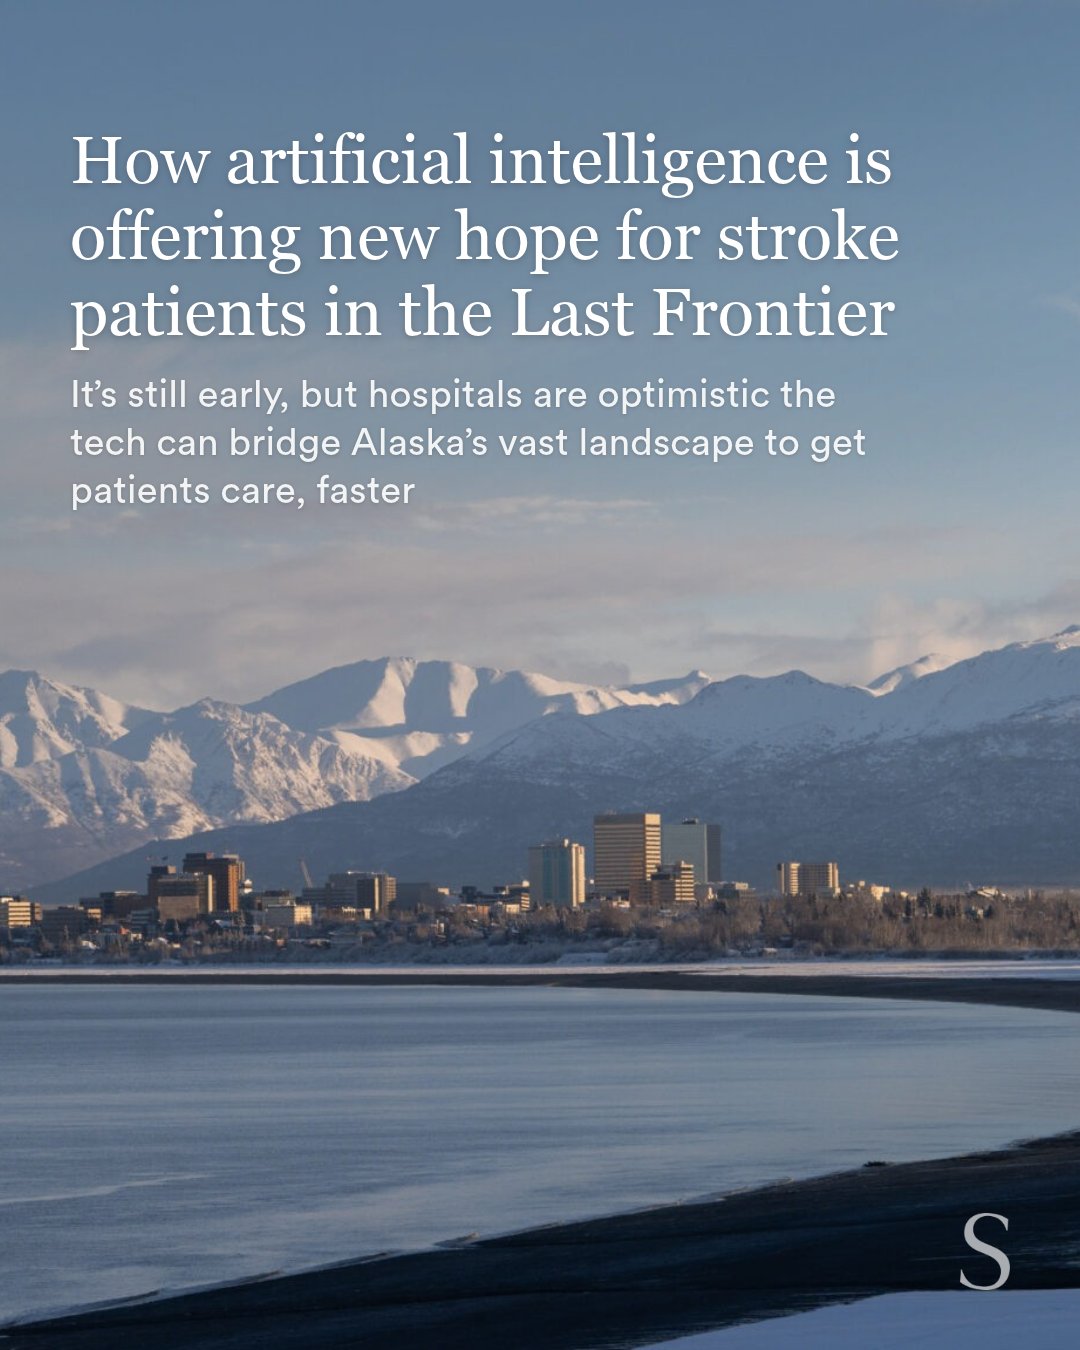 How artificial intelligence is
offering new hope for stroke
patients in the Last Frontier
It’s still early, but hospitals are optimistic the
tech can bridge Alaska’s vast landscape to get
patients care, faster
S